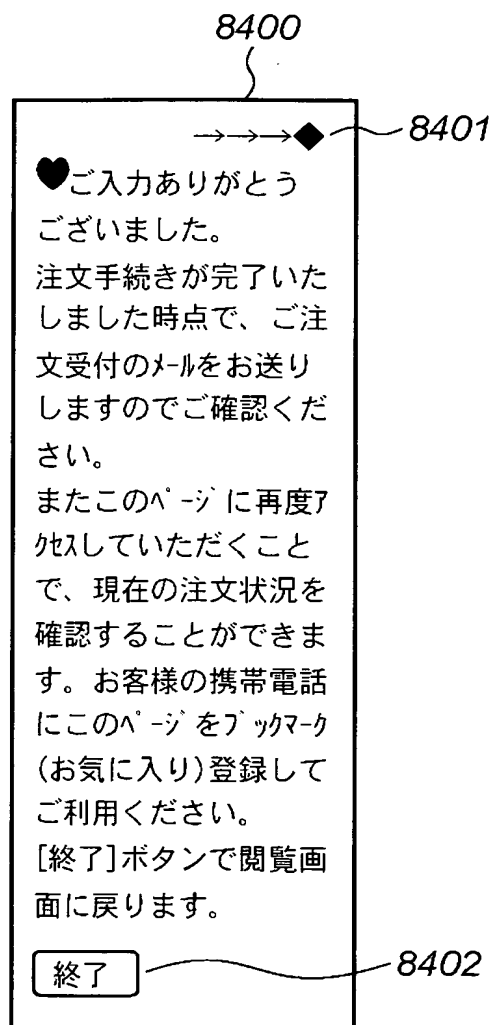 8400
→→→◆
8401
♥ご入力ありがとう
ございました。
注文手続きが完了いた
しました時点で、ご注
文受付のﾒｰﾙをお送り
しますのでご確認くだ
さい。
またこのﾍﾟｰｼﾞに再度ｱ
ｸｾｽしていただくこと
で、現在の注文状況を
確認することができま
す。お客様の携帯電話
にこのﾍﾟｰｼﾞをﾌﾞｯｸﾏｰｸ
(お気に入り)登録して
ご利用ください。
[終了]ボタンで閲覧画
面に戻ります。
終了
8402